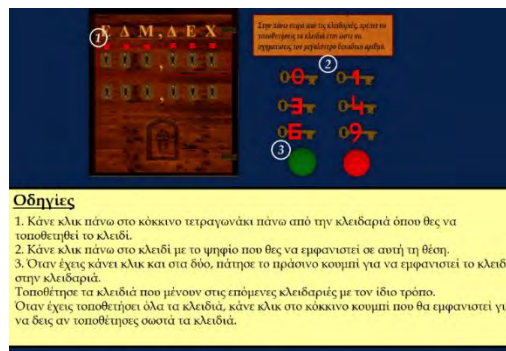 Ε Δ Μ , Δ Ε Χ
1
Στην πάνω σειρά από τις κλειδαριές, πρέπει να
τοποθετήσεις τα κλειδιά έτσι ώστε να
σχηματίσεις τον μεγαλύτερο δεκαδικό αριθμό.
2
0 1
3 4
6 9
3
Οδηγίες
1. Κάνε κλικ πάνω στο κόκκινο τετραγωνάκι πάνω από την κλειδαριά όπου θες να
τοποθετηθεί το κλειδί.
2. Κάνε κλικ πάνω στο κλειδί με το ψηφίο που θες να εμφανιστεί σε αυτή τη θέση.
3. Όταν έχεις κάνει κλικ και στα δύο, πάτησε το πράσινο κουμπί για να εμφανιστεί το κλειδ
στην κλειδαριά.
Τοποθέτησε τα κλειδιά που μένουν στις επόμενες κλειδαριές με τον ίδιο τρόπο.
Όταν έχεις τοποθετήσει όλα τα κλειδιά, κάνε κλικ στο κόκκινο κουμπί που θα εμφανιστεί γι
να δεις αν τοποθέτησες σωστά τα κλειδιά.